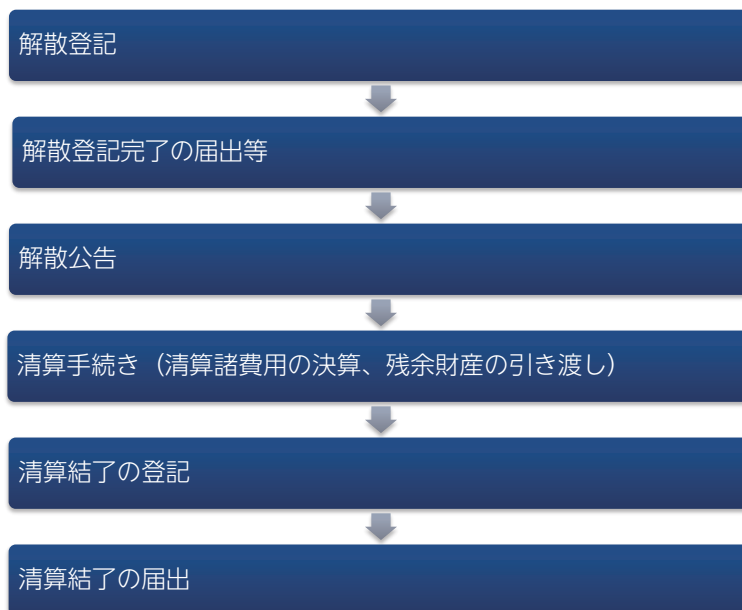 解散登記
解散登記完了の届出等
解散公告
清算手続き（清算諸費用の決算、残余財産の引き渡し）
清算結了の登記
清算結了の届出